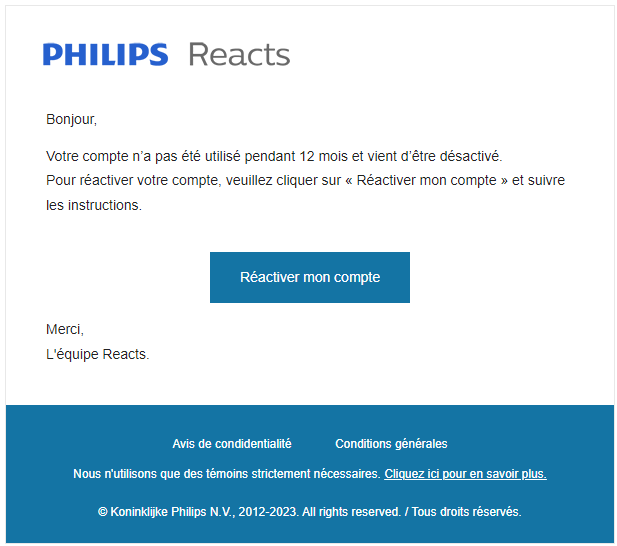 PHILIPS Reacts
Bonjour,
Votre compte n’a pas été utilisé pendant 12 mois et vient d’être désactivé.
Pour réactiver votre compte, veuillez cliquer sur « Réactiver mon compte » et suivre
les instructions.
Réactiver mon compte
Merci,
L'équipe Reacts.
Avis de condidentialité Conditions générales
Nous n'utilisons que des témoins strictement nécessaires. Cliquez ici pour en savoir plus.
© Koninklijke Philips N.V., 2012-2023. All rights reserved. / Tous droits réservés.